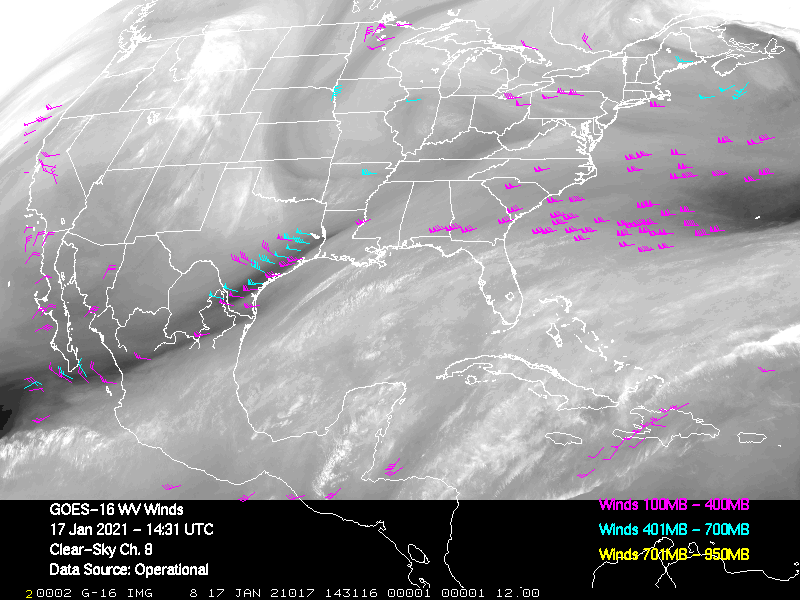 GOES-16 WV Winds
17 Jan 2021 - 14:31 UTC
Clear-Sky Ch. 8
Data Source: Operational
Winds 100MB - 400MB
Winds 401MB - 700MB
Winds 701MB - 950MB
20002 G-16 IMG 8 17 JAN 21017 143116 00001 00001 12.00